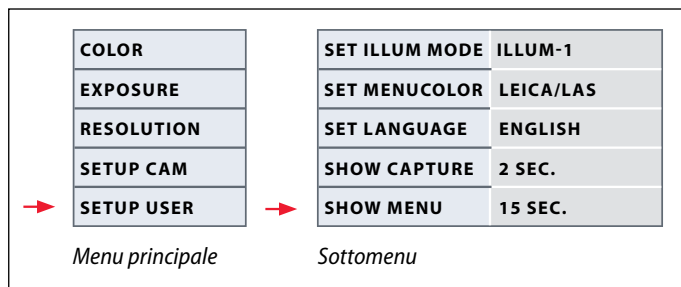 COLOR
EXPOSURE
RESOLUTION
SETUP CAM
SETUP USER
Menu principale
SET ILLUM MODE ILLUM-1
SET MENUCOLOR LEICA/LAS
SET LANGUAGE ENGLISH
SHOW CAPTURE 2 SEC.
SHOW MENU 15 SEC.
Sottomenu